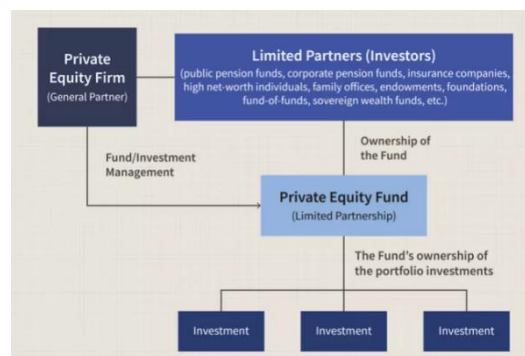 Private
Equity Firm
(General Partner)
Limited Partners (Investors)
(public pension funds, corporate pension funds, insurance companies,
high net-worth individuals, family offices, endowments, foundations,
fund-of-funds, sovereign wealth funds, etc.)
Fund/Investment
Management
Ownership of
the Fund
Private Equity Fund
(Limited Partnership)
The Fund's ownership of
the portfolio investments
Investment
Investment
Investment